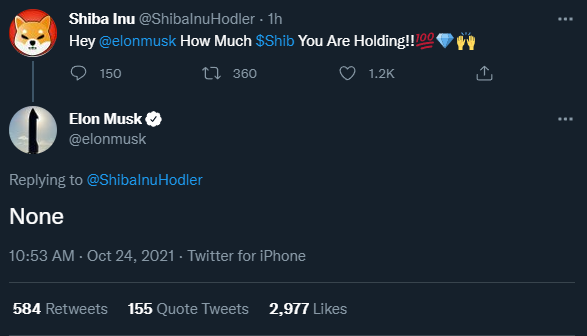 Shiba Inu @ShibaInuHodler · 1h
Hey @elonmusk How Much $Shib You Are Holding!!💯💎🙌
150 360 1.2K
Elon Musk
@elonmusk
Replying to @ShibaInuHodler
None
10:53 AM · Oct 24, 2021 · Twitter for iPhone
584 Retweets 155 Quote Tweets 2,977 Likes